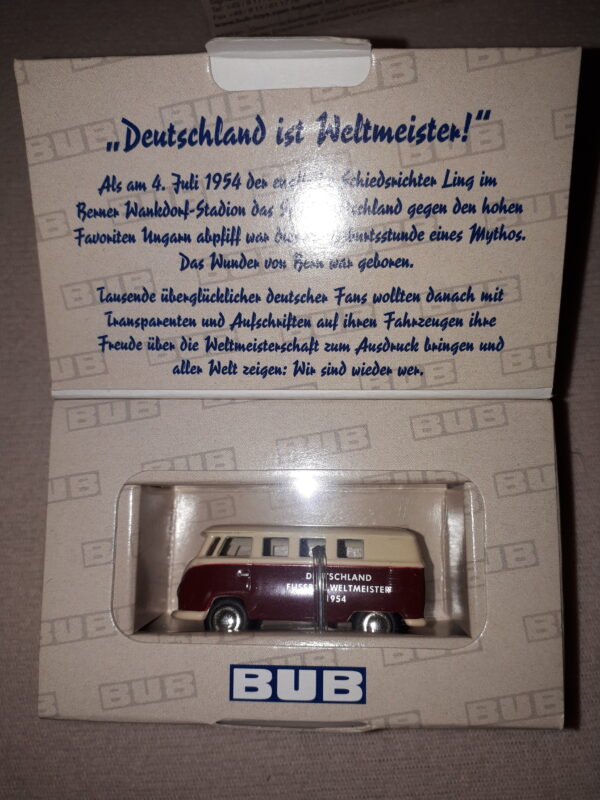 BUB
„Deutschland ist Weltmeister!“
Als am 4. Juli 1954 der Schiedsrichter Ling im
Berner Wankdorf-Stadion das gegen den hohen
Favoriten Ungarn abpfiff war eines Mythos.
Das Wunder von Bern war geboren.
Tausende überglücklicher deutscher Fans wollten danach mit
Transparenten und Aufschriften auf ihren Fahrzeugen ihre
Freude über die Weltmeisterschaft zum Ausdruck bringen und
aller Welt zeigen: Wir sind wieder wer.
DEUTSCHLAND
WELTMEISTER
1954
BUB